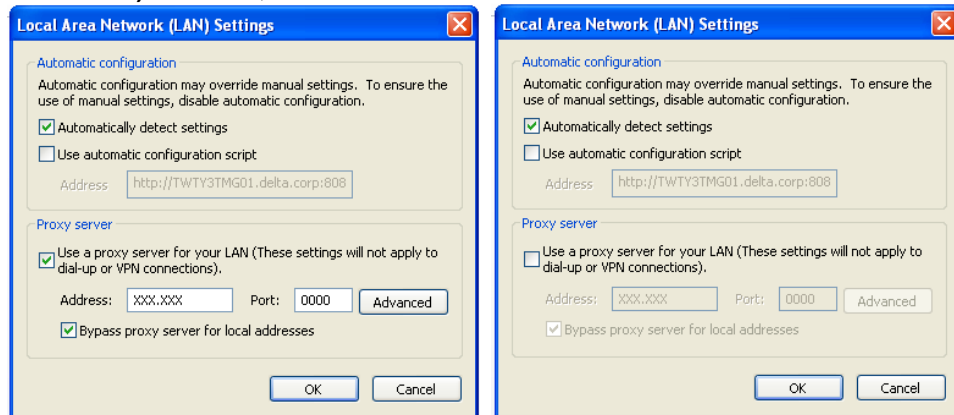 Local Area Network (LAN) Settings
Automatic configuration
Automatic configuration may override manual settings. To ensure the
use of manual settings, disable automatic configuration.
Automatically detect settings
Use automatic configuration script
Address http://TWTY3TMG01.delta.corp:808
Proxy server
Use a proxy server for your LAN (These settings will not apply to
dial-up or VPN connections).
Address: XXX.XXX Port: 0000 Advanced
Bypass proxy server for local addresses
OK Cancel
Local Area Network (LAN) Settings
Automatic configuration
Automatic configuration may override manual settings. To ensure the
use of manual settings, disable automatic configuration.
Automatically detect settings
Use automatic configuration script
Address http://TWTY3TMG01.delta.corp:808
Proxy server
Use a proxy server for your LAN (These settings will not apply to
dial-up or VPN connections).
Address: XXX.XXX Port: 0000 Advanced
Bypass proxy server for local addresses
OK Cancel